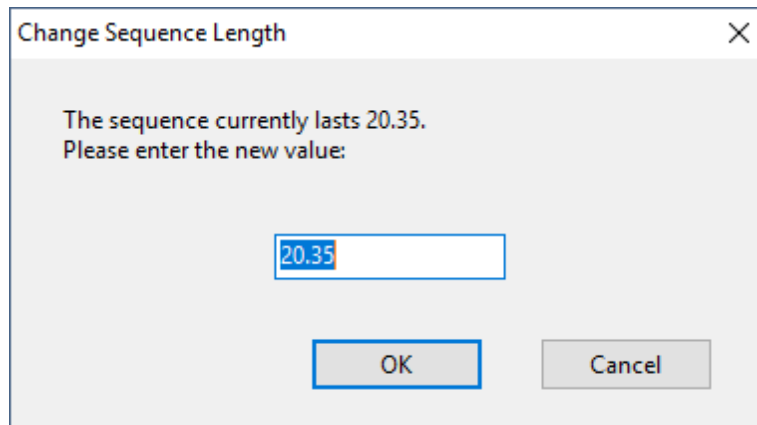 Change Sequence Length
The sequence currently lasts 20.35.
Please enter the new value:
20.35
OK
Cancel